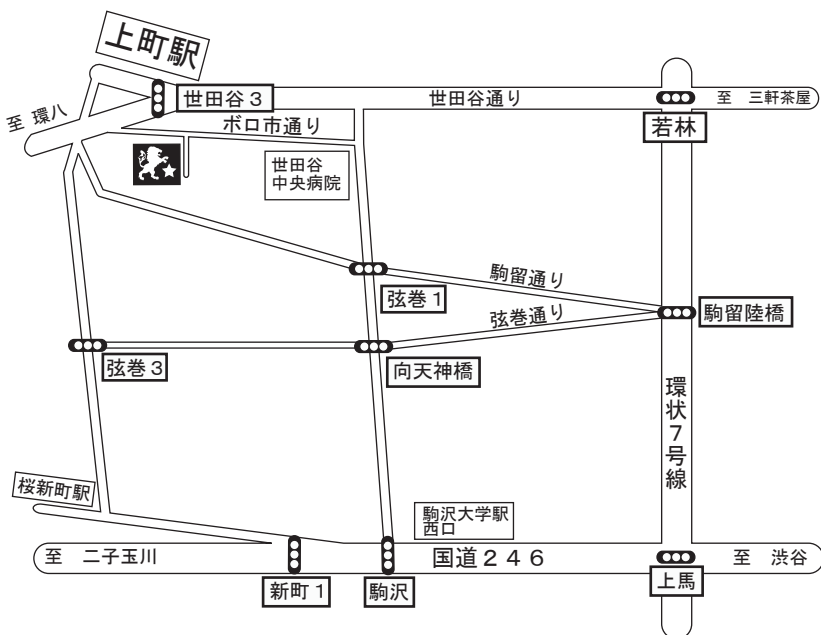 上町駅
世田谷3
世田谷通り
至 三軒茶屋
至 環八
ボロ市通り
若林
世田谷
中央病院
駒留通り
弦巻1
弦巻通り
駒留陸橋
弦巻3
向天神橋
環状7号線
桜新町駅
駒沢大学駅
西口
至 二子玉川
国道246
至 渋谷
新町1
駒沢
上馬